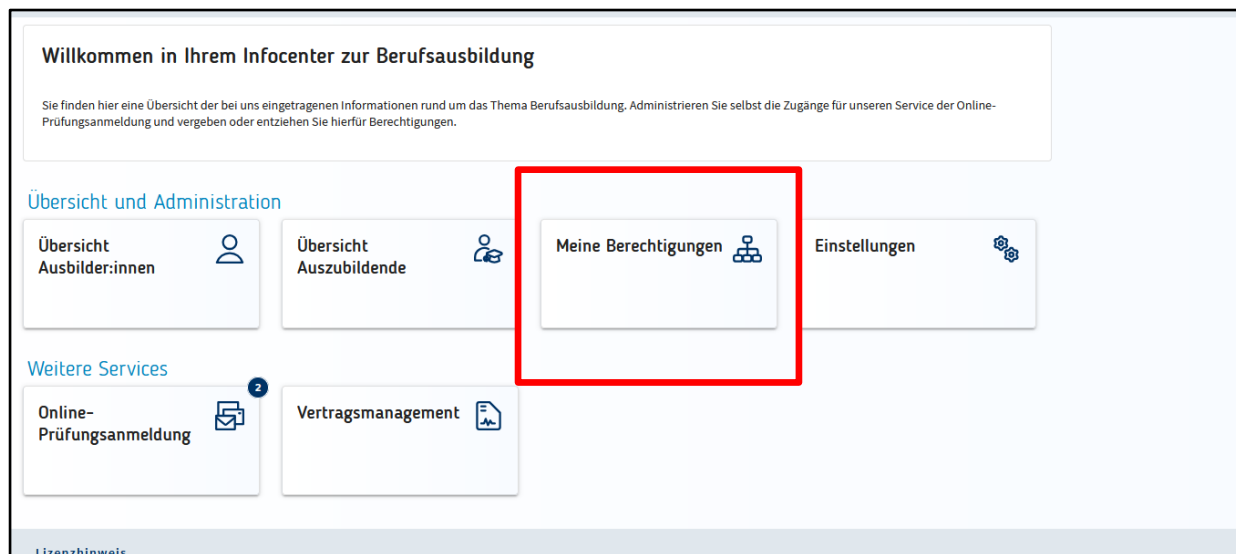 Willkommen in Ihrem Infocenter zur Berufsausbildung
Sie finden hier eine Übersicht der bei uns eingetragenen Informationen rund um das Thema Berufsausbildung. Administrieren Sie selbst die Zugänge für unseren Service der Online-
Prüfungsanmeldung und vergeben oder entziehen Sie hierfür Berechtigungen.
Übersicht und Administration
Übersicht
Ausbilder:innen
Übersicht
Auszubildende
Meine Berechtigungen
Einstellungen
Weitere Services
Online-
Prüfungsanmeldung
2
Vertragsmanagement
Lizenzhinweis